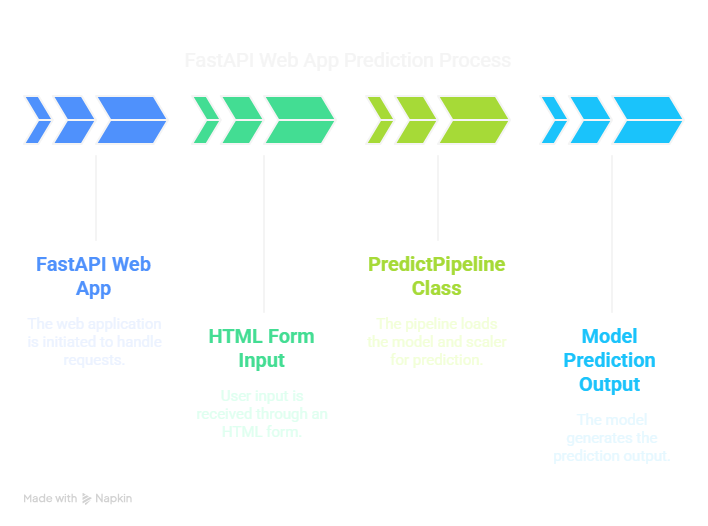 FastAPI Web App Prediction Process
FastAPI Web
App
The web application
is initiated to handle
requests.
HTML Form
Input
User input is
received through an
HTML form.
PredictPipeline
Class
The pipeline loads
the model and scaler
for prediction.
Model
Prediction
Output
The model
generates the
prediction output.
Made with Napkin